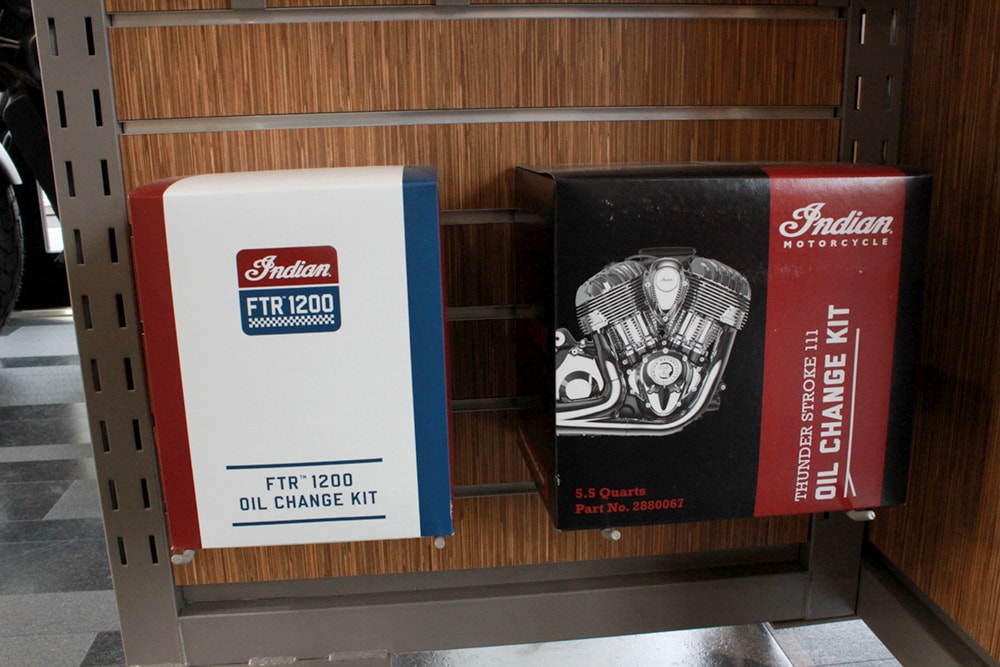 Indian
FTR™ 1200
FTR™ 1200
OIL CHANGE KIT
Indian
MOTORCYCLE
THUNDER STROKE 111
OIL CHANGE KIT
5.5 Quarts
Part No. 2880067